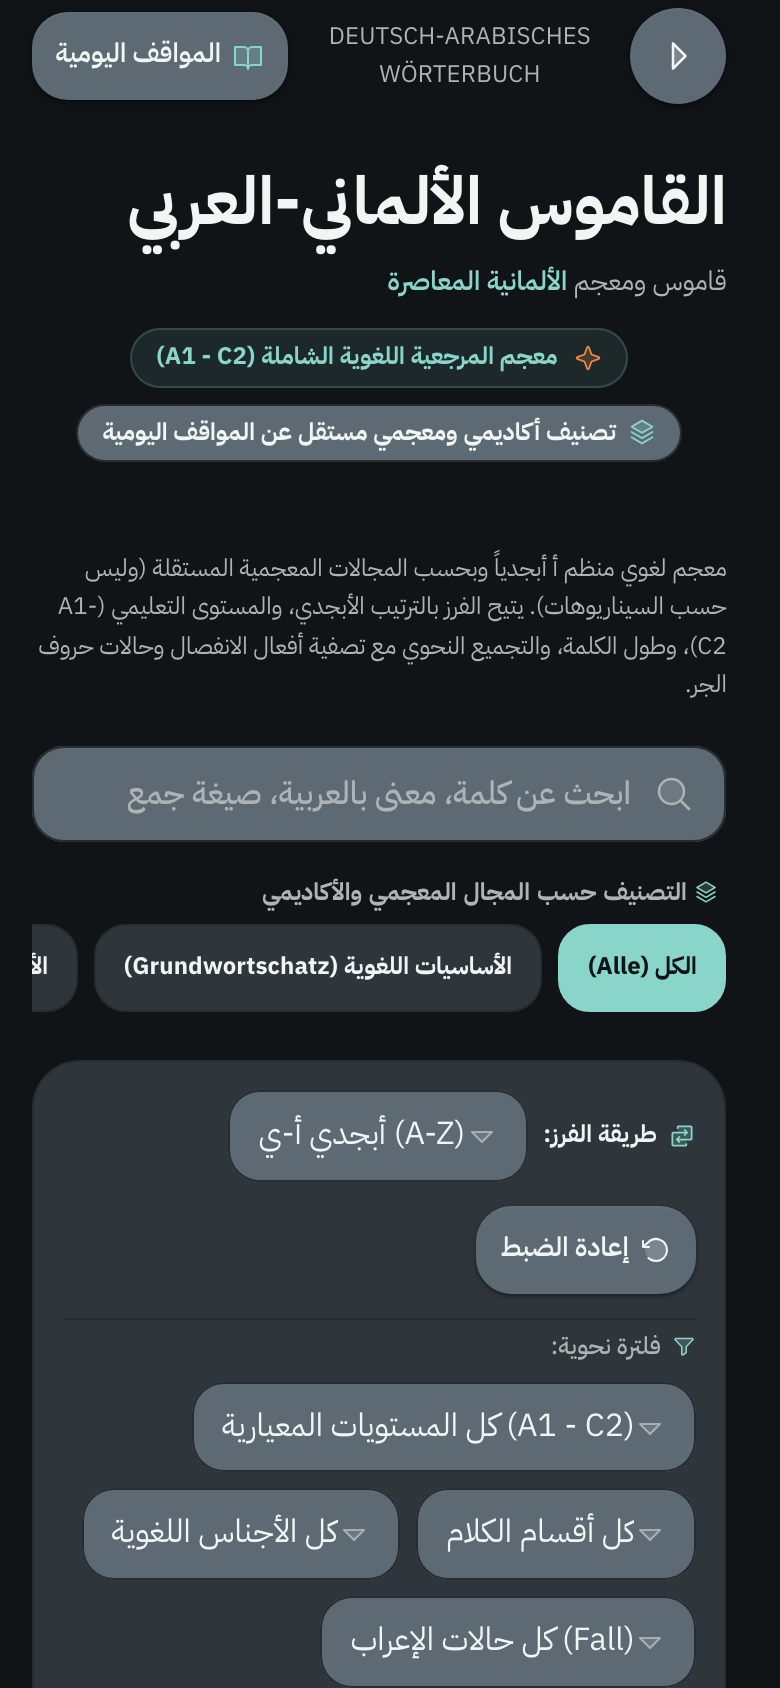 DEUTSCH-ARABISCHES
WÖRTERBUCH
المواقف اليومية
القاموس الألماني-العربي
قاموس ومعجم الألمانية المعاصرة
معجم المرجعية اللغوية الشاملة (A1 - C2)
تصنيف أكاديمي ومعجمي مستقل عن المواقف اليومية
معجم لغوي منظم أ أبجدياً وبحسب المجالات المعجمية المستقلة (وليس
حسب السيناريوهات). يتيح الفرز بالترتيب الأبجدي، والمستوى التعليمي (A1-
C2)، وطول الكلمة، والتجميع النحوي مع تصفية أفعال الانفصال وحالات حروف
الجر.
ابحث عن كلمة، معنى بالعربية، صيغة جمع
التصنيف حسب المجال المعجمي والأكاديمي
الكل (Alle)
الأساسيات اللغوية (Grundwortschatz)
طريقة الفرز:
أبجدي أ-ي (A-Z)
إعادة الضبط
فلترة نحوية:
كل المستويات المعيارية (A1 - C2)
كل أقسام الكلام
كل الأجناس اللغوية
كل حالات الإعراب (Fall)